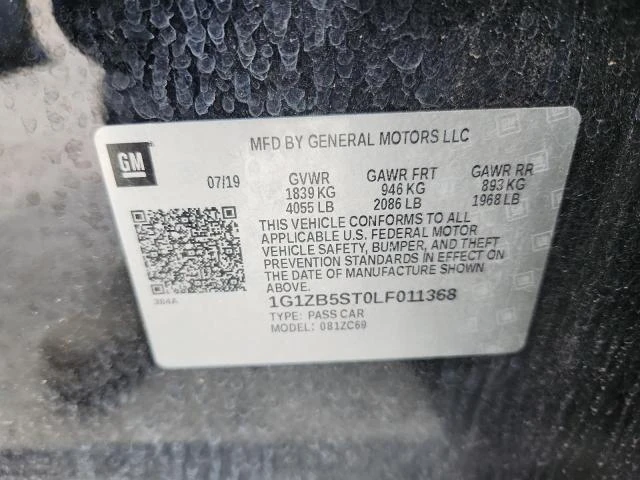 GM
MFD BY GENERAL MOTORS LLC
07/19 GVWR GAWR FRT GAWR RR
1839 KG 946 KG 893 KG
4055 LB 2086 LB 1968 LB
THIS VEHICLE CONFORMS TO ALL
APPLICABLE U.S. FEDERAL MOTOR
VEHICLE SAFETY, BUMPER, AND THEFT
PREVENTION STANDARDS IN EFFECT ON
THE DATE OF MANUFACTURE SHOWN
ABOVE.
384A
1G1ZB5ST0LF011368
TYPE: PASS CAR
MODEL: 081ZC69